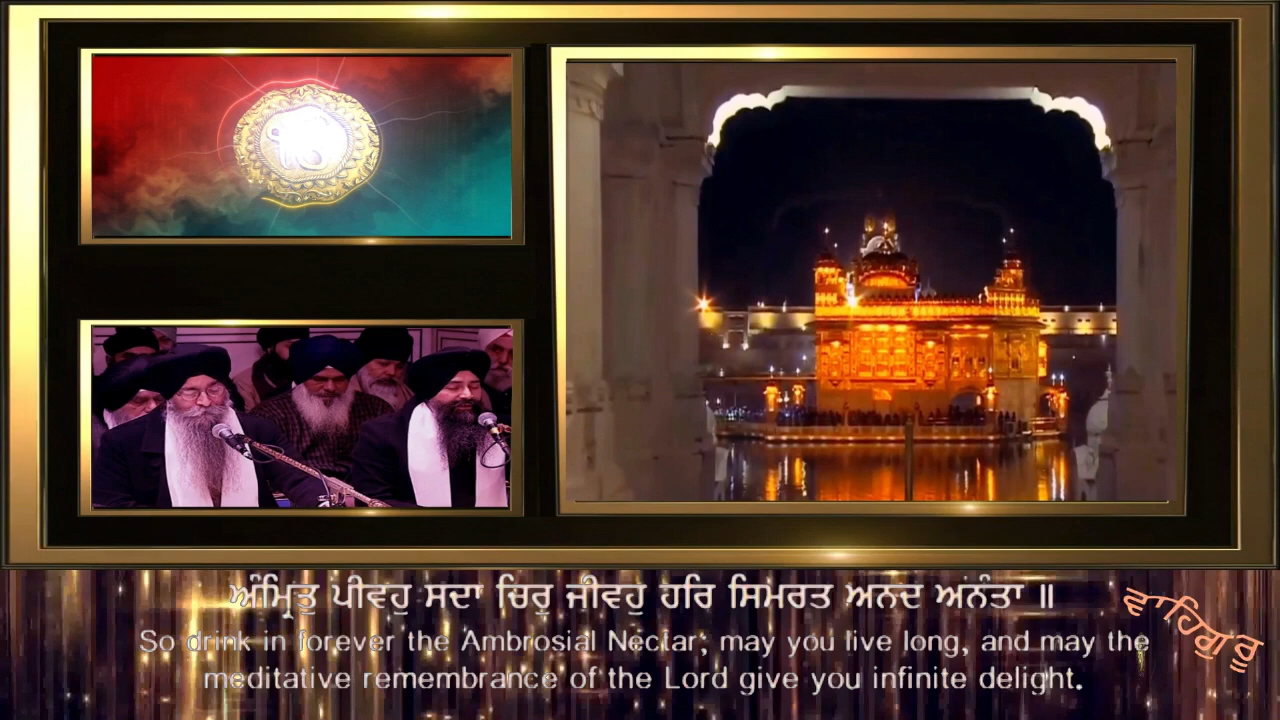 ੴ
ਅੰਮ੍ਰਿਤੁ ਪੀਵਹੁ ਸਦਾ ਚਿਰੁ ਜੀਵਹੁ ਹਰਿ ਸਿਮਰਤ ਅਨਦ ਅਨੰਤਾ ॥
So drink in forever the Ambrosial Nectar; may you live long, and may the
meditative remembrance of the Lord give you infinite delight.
ਵਾਹਿਗੁਰੂ